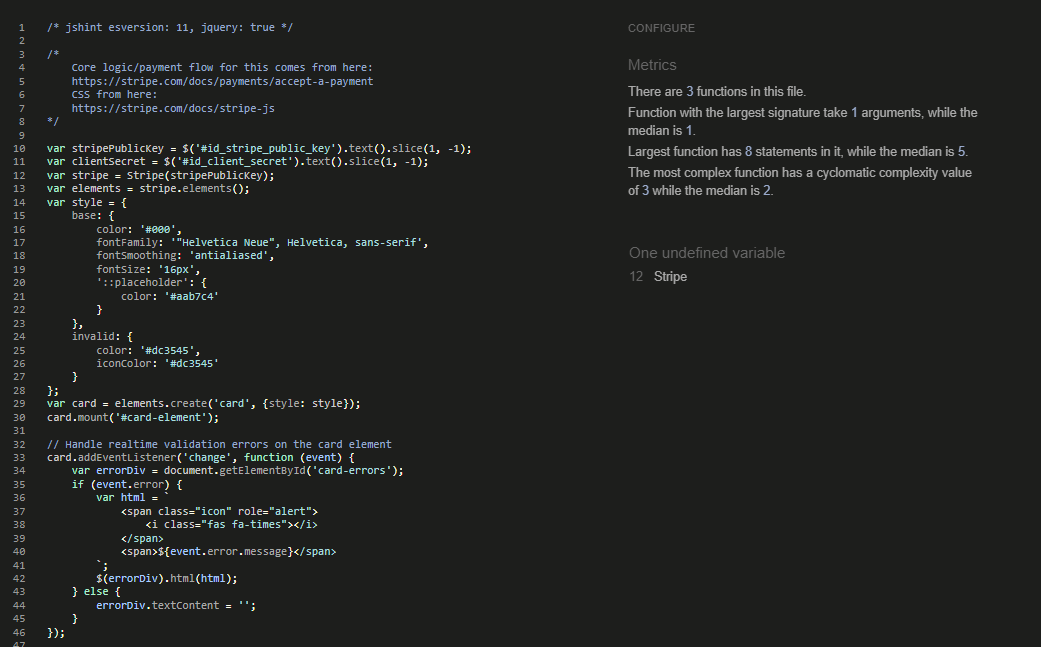 1 /* jshint esversion: 11, jquery: true */
2
3 /*
4     Core logic/payment flow for this comes from here:
5     https://stripe.com/docs/payments/accept-a-payment
6     CSS from here:
7     https://stripe.com/docs/stripe-js
8 */
9
10 var stripePublicKey = $('#id_stripe_public_key').text().slice(1, -1);
11 var clientSecret = $('#id_client_secret').text().slice(1, -1);
12 var stripe = Stripe(stripePublicKey);
13 var elements = stripe.elements();
14 var style = {
15     base: {
16         color: '#000',
17         fontFamily: '"Helvetica Neue", Helvetica, sans-serif',
18         fontSmoothing: 'antialiased',
19         fontSize: '16px',
20         '::placeholder': {
21             color: '#aab7c4'
22         }
23     },
24     invalid: {
25         color: '#dc3545',
26         iconColor: '#dc3545'
27     }
28 };
29 var card = elements.create('card', {style: style});
30 card.mount('#card-element');
31
32 // Handle realtime validation errors on the card element
33 card.addEventListener('change', function (event) {
34     var errorDiv = document.getElementById('card-errors');
35     if (event.error) {
36         var html = `
37             <span class="icon" role="alert">
38                 <i class="fas fa-times"></i>
39             </span>
40             <span>${event.error.message}</span>
41         `;
42         $(errorDiv).html(html);
43     } else {
44         errorDiv.textContent = '';
45     }
46 });
47
CONFIGURE
Metrics
There are 3 functions in this file.
Function with the largest signature take 1 arguments, while the
median is 1.
Largest function has 8 statements in it, while the median is 5.
The most complex function has a cyclomatic complexity value
of 3 while the median is 2.
One undefined variable
12 Stripe